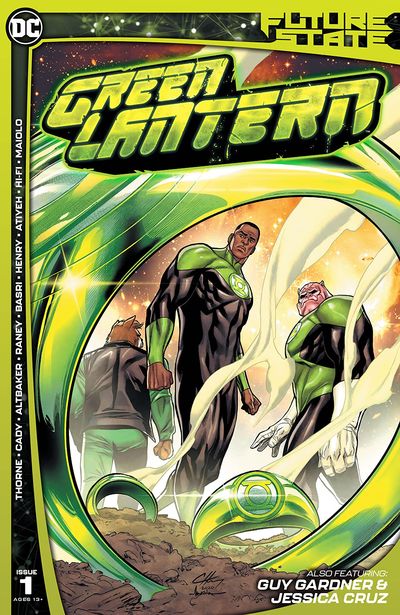 DC
FUTURE
STATE
GREEN
LANTERN
THORNE • CADY • ALTBAKER • RANEY • BASRI • HENRY • ATIYEH • HI-FI • MAIOLO
ISSUE
1
AGES 13+
2020
ALSO FEATURING:
GUY GARDNER &
JESSICA CRUZ